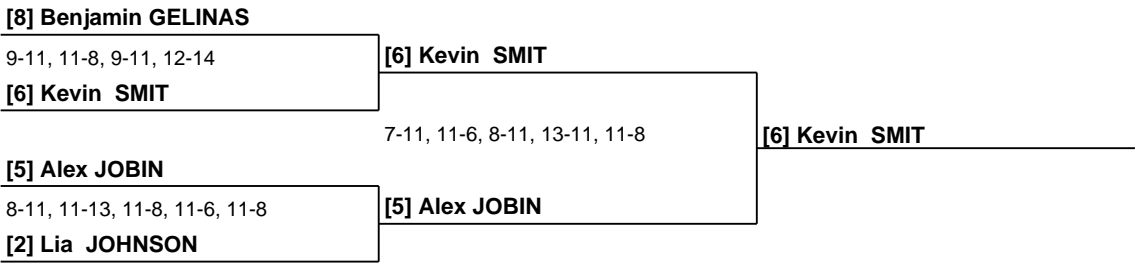 [8] Benjamin GELINAS
9-11, 11-8, 9-11, 12-14
[6] Kevin SMIT
[6] Kevin SMIT
7-11, 11-6, 8-11, 13-11, 11-8
[6] Kevin SMIT
[5] Alex JOBIN
8-11, 11-13, 11-8, 11-6, 11-8
[5] Alex JOBIN
[2] Lia JOHNSON